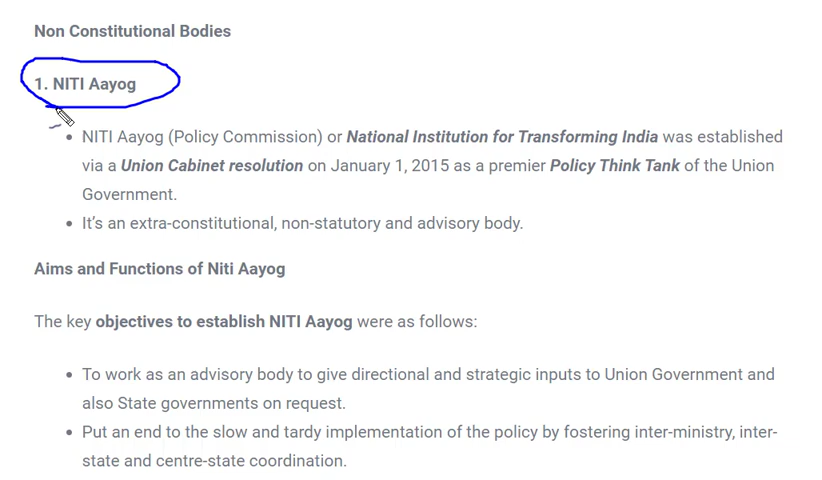 Non Constitutional Bodies
1. NITI Aayog
• NITI Aayog (Policy Commission) or National Institution for Transforming India was established
via a Union Cabinet resolution on January 1, 2015 as a premier Policy Think Tank of the Union
Government.
• It’s an extra-constitutional, non-statutory and advisory body.
Aims and Functions of Niti Aayog
The key objectives to establish NITI Aayog were as follows:
• To work as an advisory body to give directional and strategic inputs to Union Government and
also State governments on request.
• Put an end to the slow and tardy implementation of the policy by fostering inter-ministry, inter-
state and centre-state coordination.